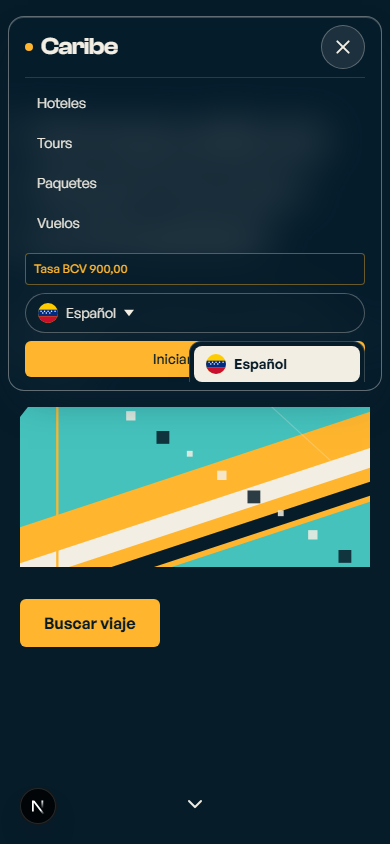 Caribe
Hoteles
Tours
Paquetes
Vuelos
Tasa BCV 900,00
Español
Iniciar
Español
Buscar viaje
N